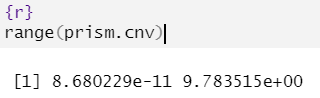 {r}
range(prism.cnv)
[1] 8.680229e-11 9.783515e+00